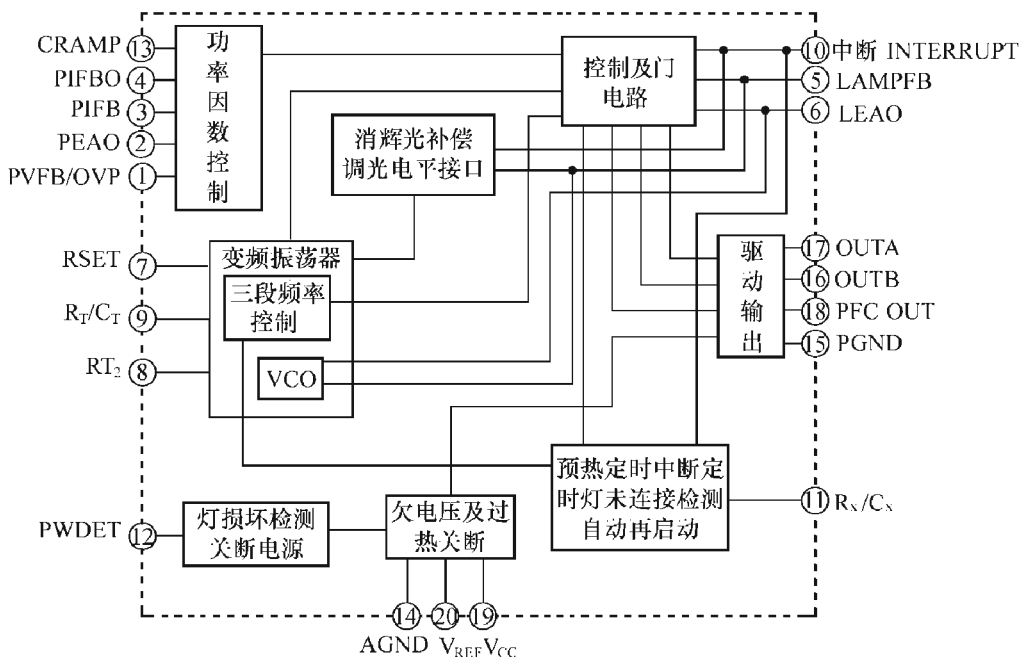 CRAMP ⑬
PIFBO ④
PIFB ③
PEAO ②
PVFB/OVP ①
RSET ⑦
R_T/C_T ⑨
RT₂ ⑧
PWDET ⑫
功
率
因
数
控
制
控制及门
电路
消辉光补偿
调光电平接口
变频振荡器
三段频率
控制
VCO
驱
动
输
出
预热定时中断定
时灯未连接检测
自动再启动
灯损坏检测
关断电源
欠电压及过
热关断
⑩ 中断 INTERRUPT
⑤ LAMPFB
⑥ LEAO
⑰ OUTA
⑯ OUTB
⑱ PFC OUT
⑮ PGND
⑪ R_X/C_X
⑭ ⑳ ⑲
AGND V_REF V_CC